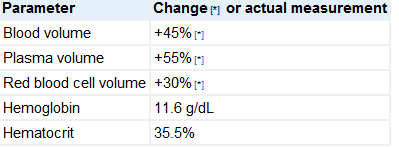 Parameter Change [*] or actual measurement
Blood volume +45% [*]
Plasma volume +55% [*]
Red blood cell volume +30% [*]
Hemoglobin 11.6 g/dL
Hematocrit 35.5%